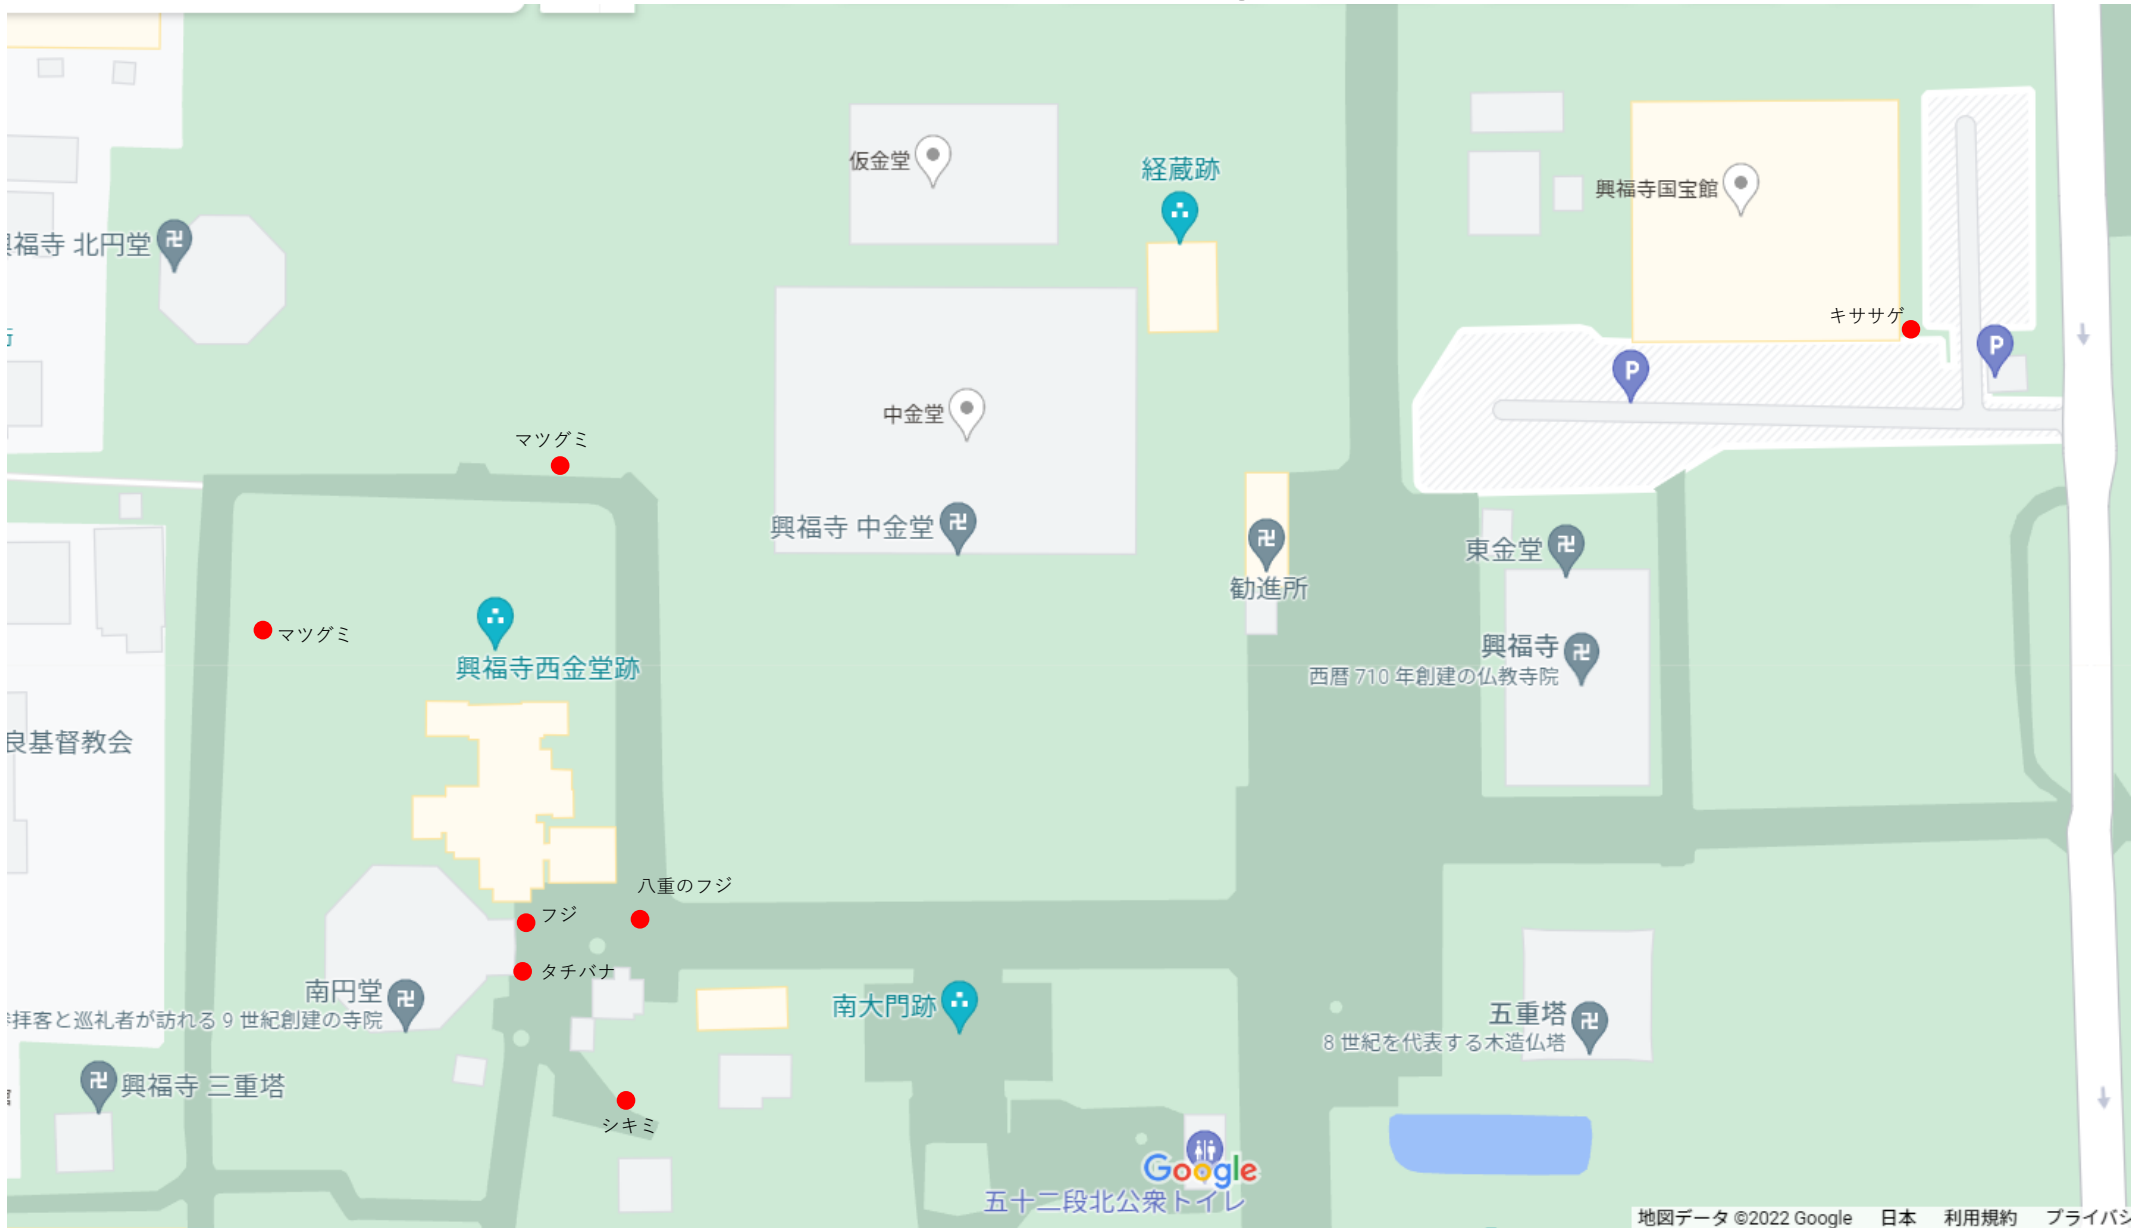 仮金堂
経蔵跡
興福寺国宝館
福寺 北円堂
キササゲ
P
P
中金堂
マツグミ
興福寺 中金堂
東金堂
勧進所
マツグミ
興福寺西金堂跡
興福寺
西暦 710 年創建の仏教寺院
良基督教会
八重のフジ
フジ
タチバナ
南円堂
拝客と巡礼者が訪れる 9 世紀創建の寺院
南大門跡
五重塔
8 世紀を代表する木造仏塔
興福寺 三重塔
シキミ
Google
五十二段北公衆トイレ
地図データ ©2022 Google 日本 利用規約 プライバシ